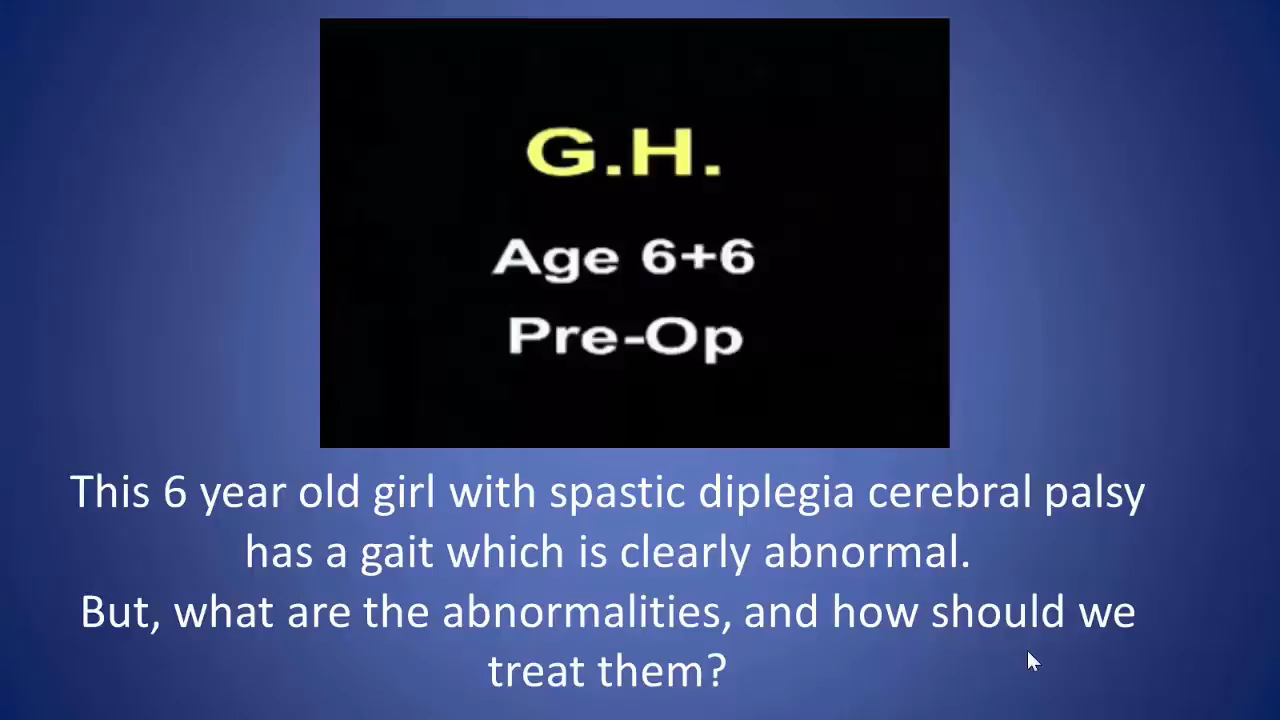 G.H.
Age 6+6
Pre-Op
This 6 year old girl with spastic diplegia cerebral palsy
has a gait which is clearly abnormal.
But, what are the abnormalities, and how should we
treat them?